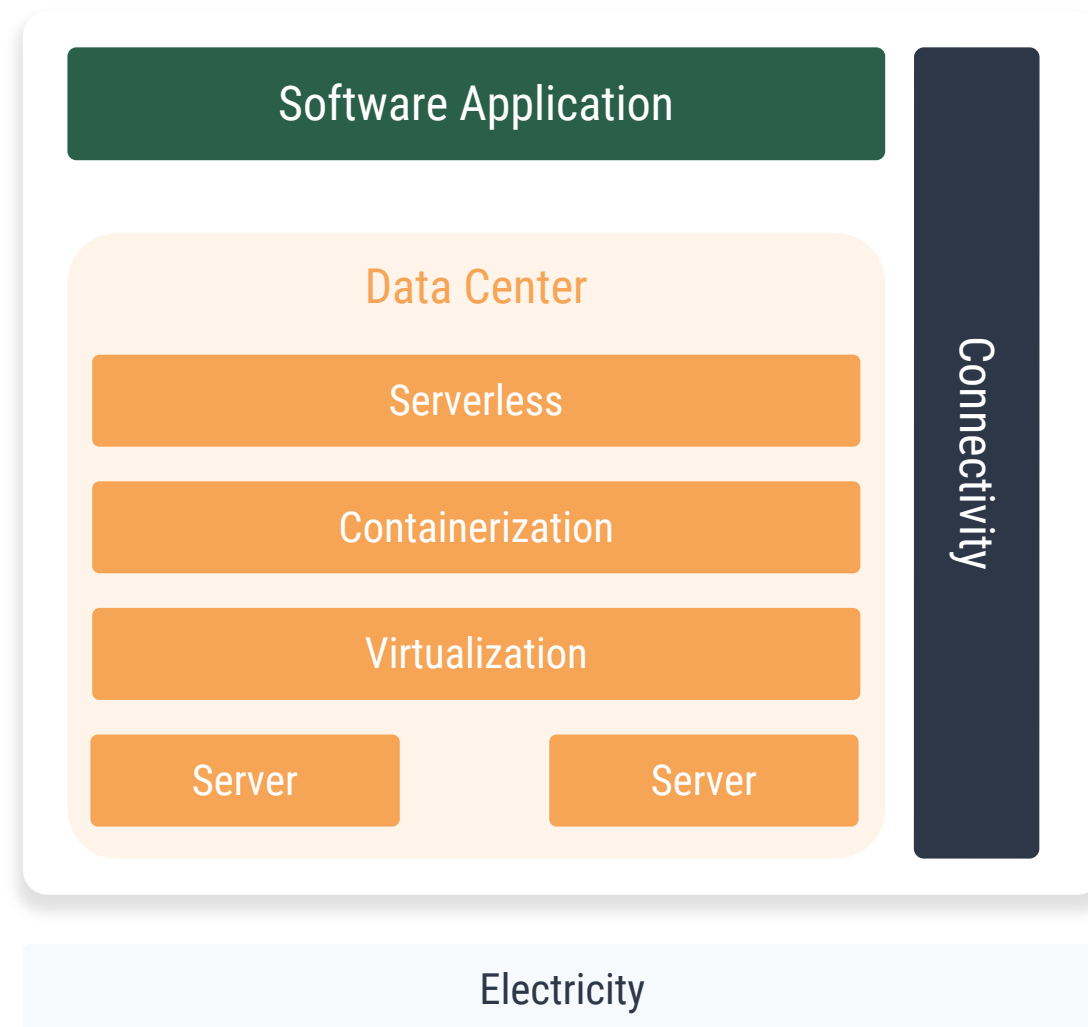 Software Application
Data Center
Serverless
Containerization
Virtualization
Server
Server
Connectivity
Electricity